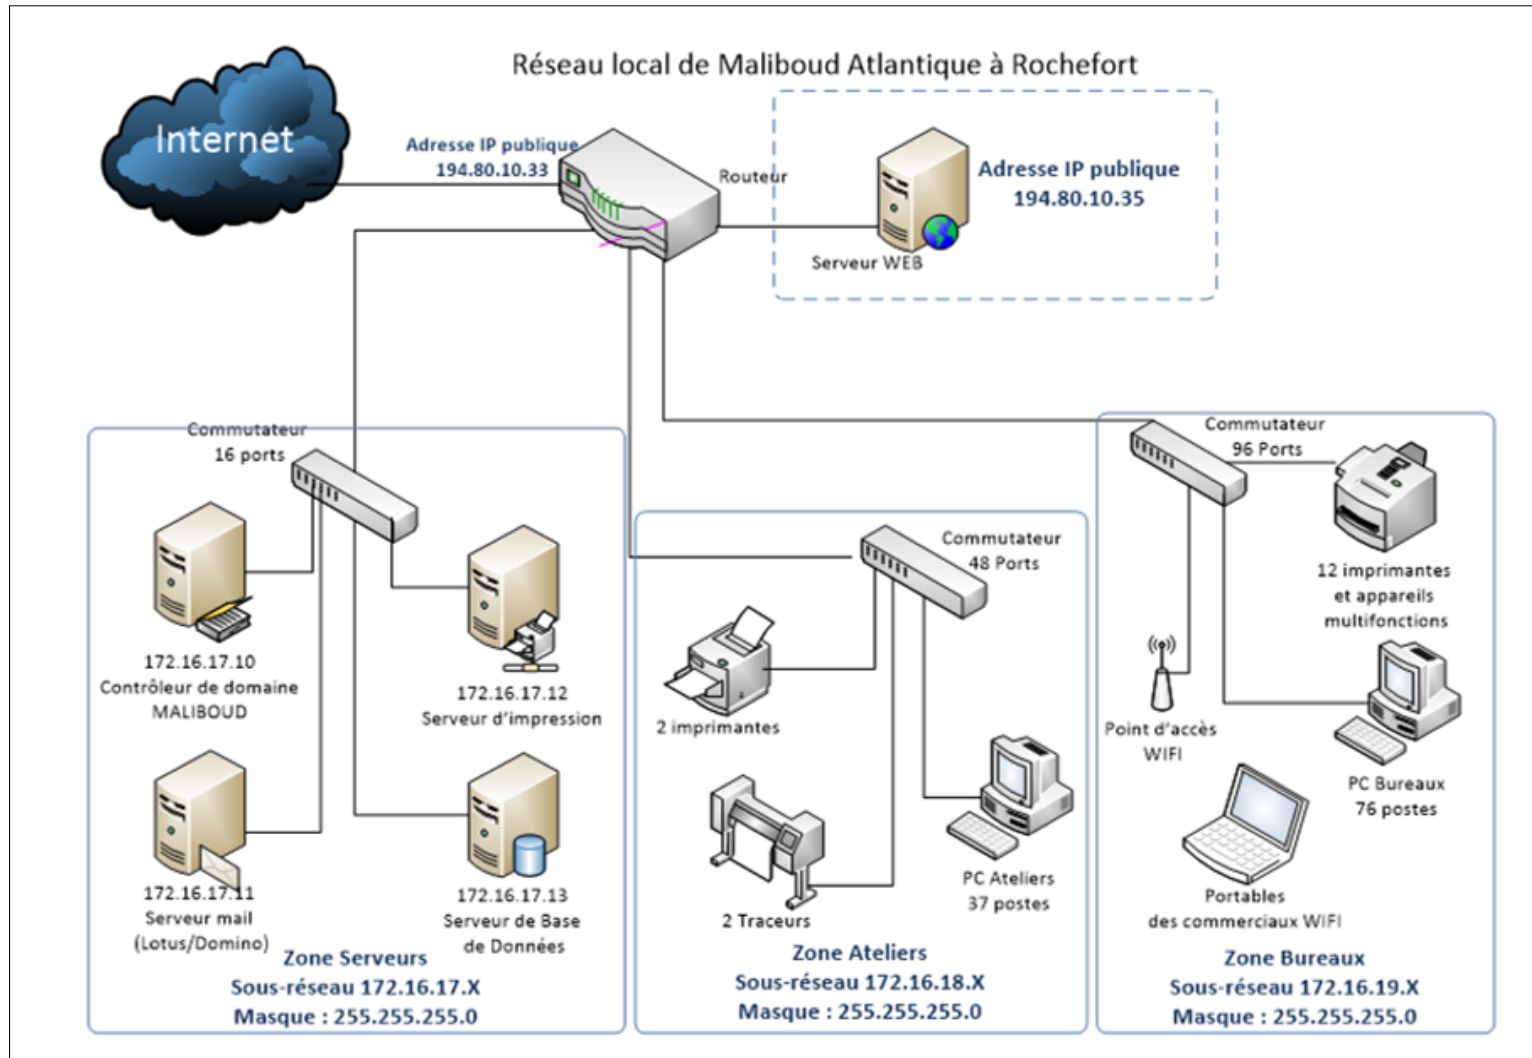 Réseau local de Maliboud Atlantique à Rochefort
Internet
Adresse IP publique
194.80.10.33
Routeur
Adresse IP publique
194.80.10.35
Serveur WEB
Commutateur
16 ports
172.16.17.10
Contrôleur de domaine
MALIBOUD
172.16.17.12
Serveur d'impression
172.16.17.11
Serveur mail
(Lotus/Domino)
172.16.17.13
Serveur de Base
de Données
Zone Serveurs
Sous-réseau 172.16.17.X
Masque : 255.255.255.0
Commutateur
48 Ports
2 imprimantes
2 Traceurs
PC Ateliers
37 postes
Zone Ateliers
Sous-réseau 172.16.18.X
Masque : 255.255.255.0
Commutateur
96 Ports
12 imprimantes
et appareils
multifonctions
Point d'accès
WIFI
PC Bureaux
76 postes
Portables
des commerciaux WIFI
Zone Bureaux
Sous-réseau 172.16.19.X
Masque : 255.255.255.0